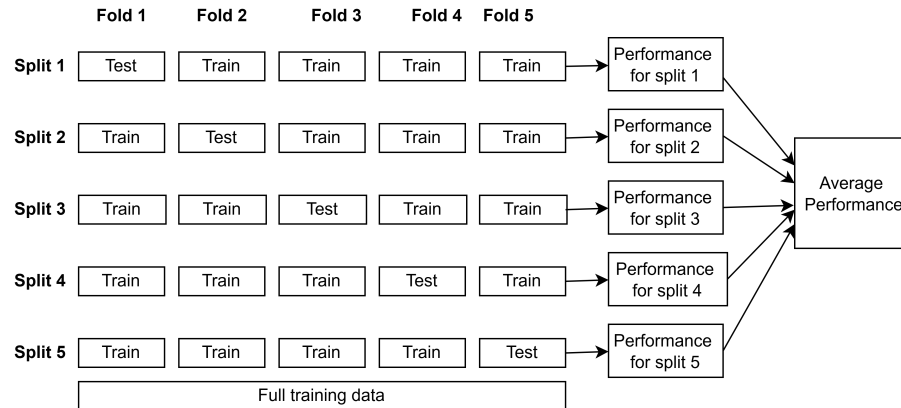 Fold 1 Fold 2 Fold 3 Fold 4 Fold 5
Split 1 Test Train Train Train Train Performance
for split 1
Split 2 Train Test Train Train Train Performance
for split 2
Average
Performance
Split 3 Train Train Test Train Train Performance
for split 3
Split 4 Train Train Train Test Train Performance
for split 4
Split 5 Train Train Train Train Test Performance
for split 5
Full training data